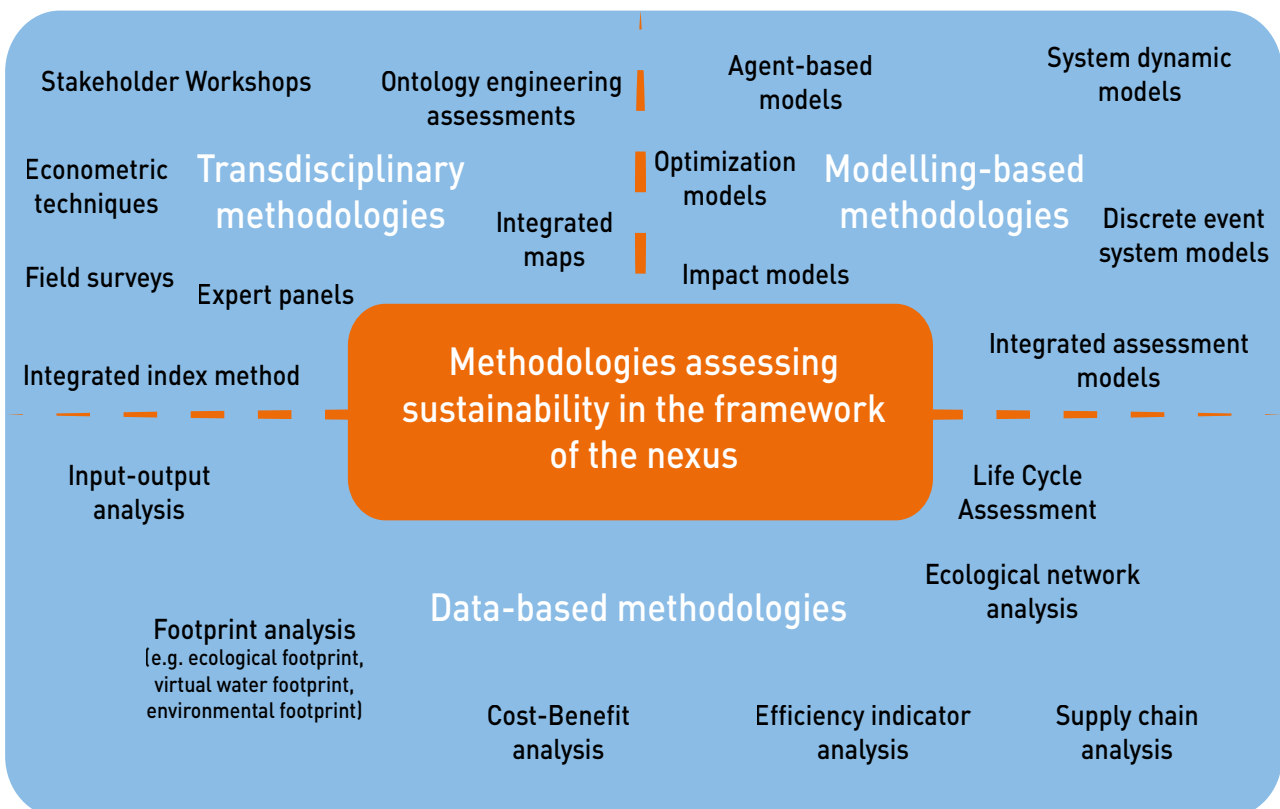 Stakeholder Workshops
Ontology engineering
assessments
Econometric
techniques
Transdisciplinary
methodologies
Integrated
maps
Field surveys
Expert panels
Integrated index method
Agent-based
models
System dynamic
models
Optimization
models
Modelling-based
methodologies
Discrete event
system models
Impact models
Integrated assessment
models
Methodologies assessing
sustainability in the framework
of the nexus
Input-output
analysis
Life Cycle
Assessment
Ecological network
analysis
Data-based methodologies
Footprint analysis
(e.g. ecological footprint,
virtual water footprint,
environmental footprint)
Cost-Benefit
analysis
Efficiency indicator
analysis
Supply chain
analysis